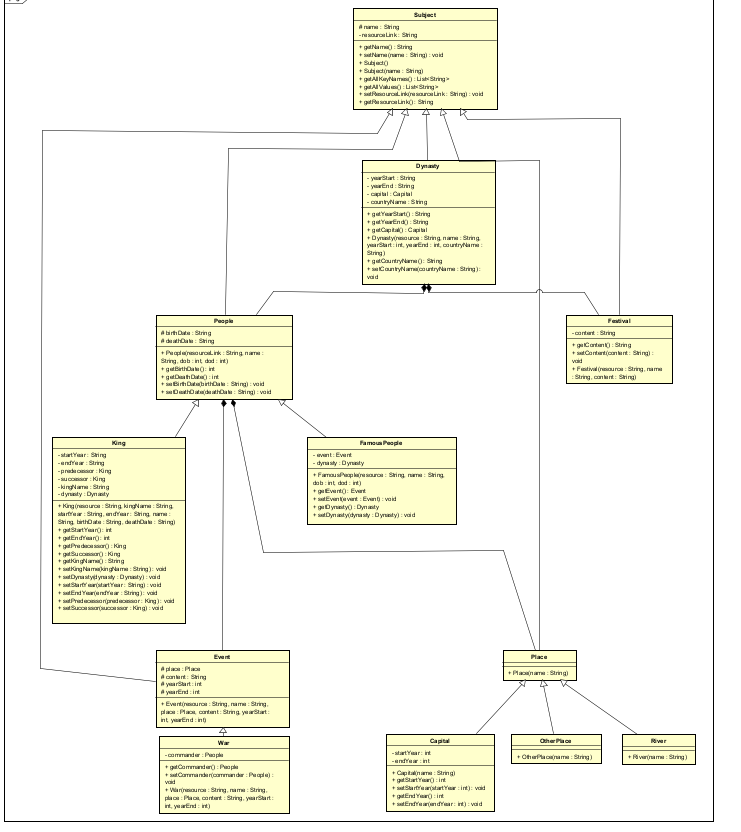 Subject
# name : String
- resourceLink : String
+ getName() : String
+ setName(name : String) : void
+ Subject()
+ Subject(name : String)
+ getAllKeyNames() : List<String>
+ getAllValues() : List<String>
+ setResourceLink(resourceLink : String) : void
+ getResourceLink() : String
Dynasty
- yearStart : String
- yearEnd : String
- capital : Capital
- countryName : String
+ getYearStart() : String
+ getYearEnd() : String
+ getCapital() : Capital
+ Dynasty(resource : String, name : String,
yearStart : int, yearEnd : int, countryName :
String)
+ getCountryName() : String
+ setCountryName(countryName : String) :
void
People
# birthDate : String
# deathDate : String
+ People(resourceLink : String, name :
String, dob : int, dod : int)
+ getBirthDate() : int
+ getDeathDate() : int
+ setBirthDate(birthDate : String) : void
+ setDeathDate(deathDate : String) : void
Festival
- content : String
+ getContent() : String
+ setContent(content : String) :
void
+ Festival(resource : String, name
: String, content : String)
King
- startYear : String
- endYear : String
- predecessor : King
- successor : King
- kingName : String
- dynasty : Dynasty
+ King(resource : String, kingName : String,
startYear : String, endYear : String, name :
String, birthDate : String, deathDate : String)
+ getStartYear() : int
+ getEndYear() : int
+ getPredecessor() : King
+ getSuccessor() : King
+ getKingName() : String
+ setKingName(kingName : String) : void
+ setDynasty(dynasty : Dynasty) : void
+ setStartYear(startYear : String) : void
+ setEndYear(endYear : String) : void
+ setPredecessor(predecessor : King) : void
+ setSuccessor(successor : King) : void
FamousPeople
- event : Event
- dynasty : Dynasty
+ FamousPeople(resource : String, name : String,
dob : int, dod : int)
+ getEvent() : Event
+ setEvent(event : Event) : void
+ getDynasty() : Dynasty
+ setDynasty(dynasty : Dynasty) : void
Event
# place : Place
# content : String
# yearStart : int
# yearEnd : int
+ Event(resource : String, name : String,
place : Place, content : String, yearStart :
int, yearEnd : int)
Place
+ Place(name : String)
War
- commander : People
+ getCommander() : People
+ setCommander(commander : People) :
void
+ War(resource : String, name : String,
place : Place, content : String, yearStart :
int, yearEnd : int)
Capital
- startYear : int
- endYear : int
+ Capital(name : String)
+ getStartYear() : int
+ setStartYear(startYear : int) : void
+ getEndYear() : int
+ setEndYear(endYear : int) : void
OtherPlace
+ OtherPlace(name : String)
River
+ River(name : String)